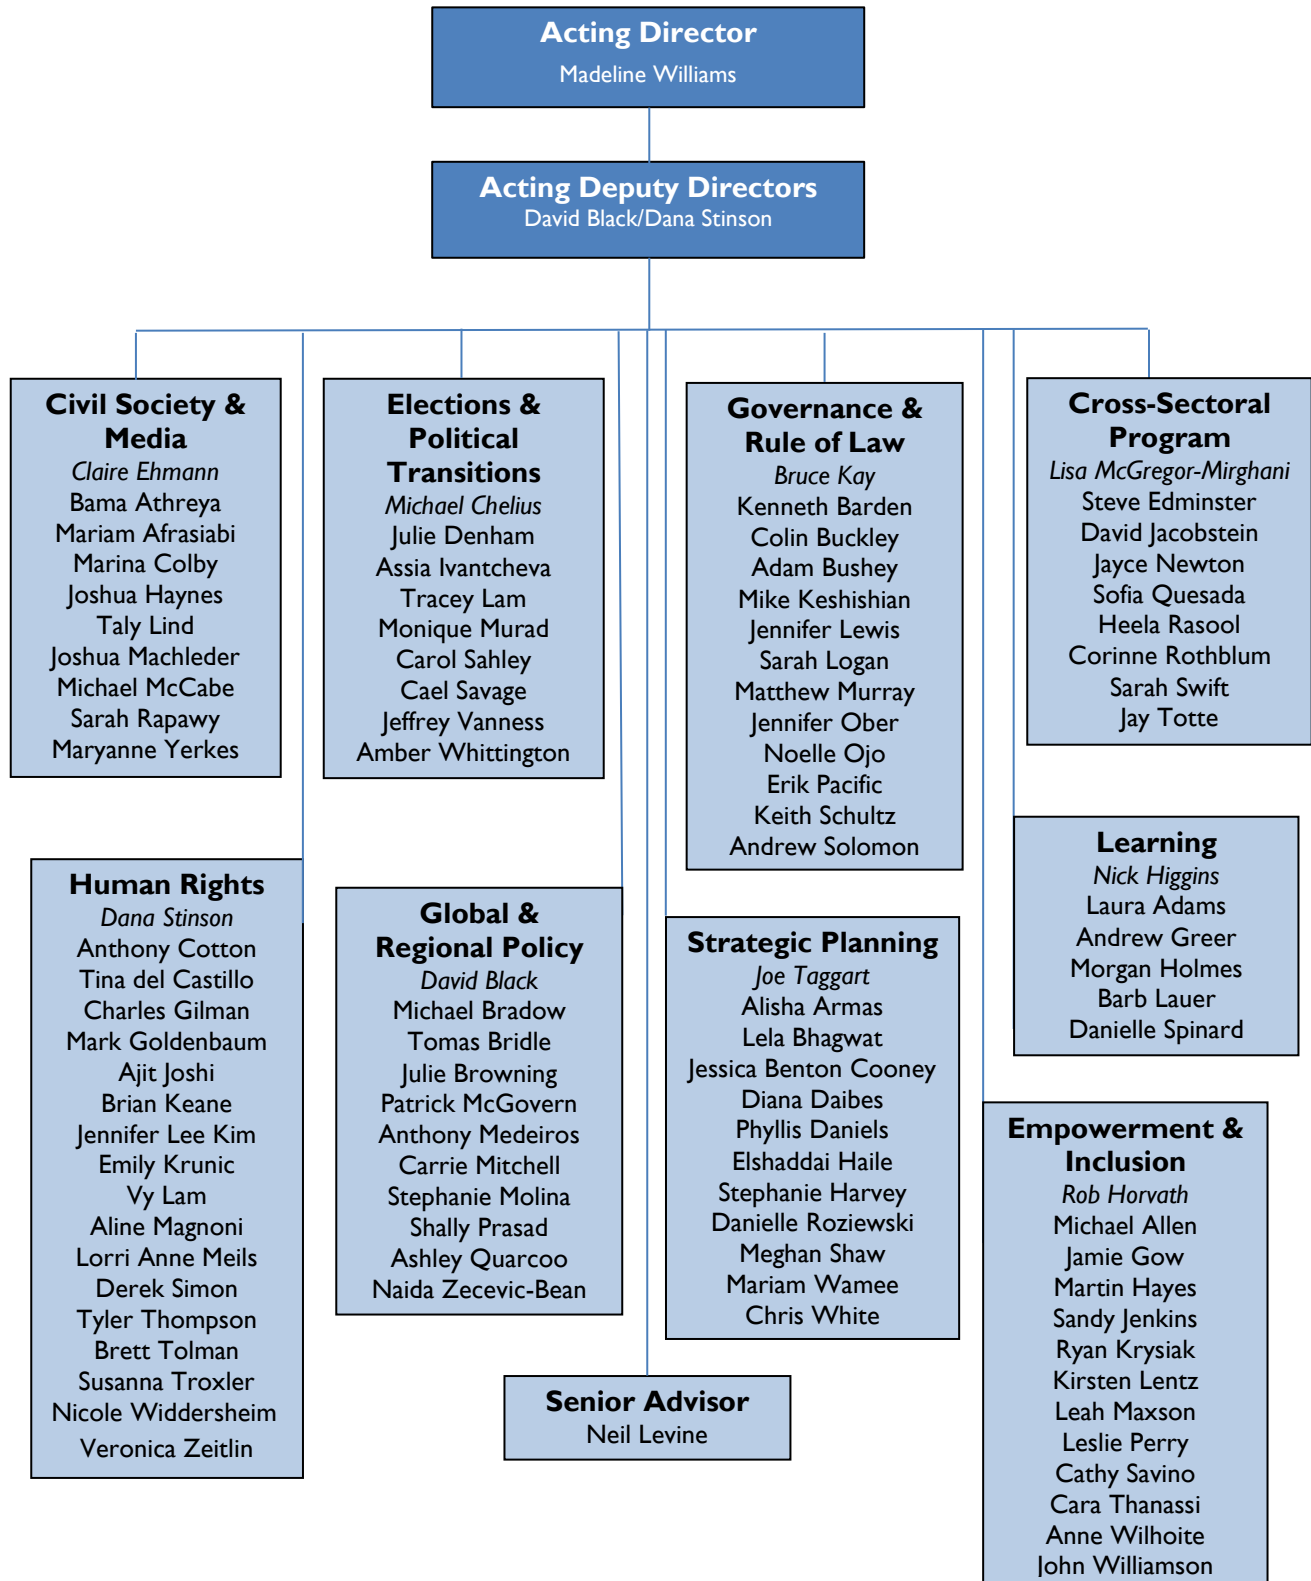 Acting Director
Madeline Williams
Acting Deputy Directors
David Black/Dana Stinson
Civil Society &
Media
Claire Ehmann
Bama Athreya
Mariam Afrasiabi
Marina Colby
Joshua Haynes
Taly Lind
Joshua Machleder
Michael McCabe
Sarah Rapawy
Maryanne Yerkes
Elections &
Political
Transitions
Michael Chelius
Julie Denham
Assia Ivantcheva
Tracey Lam
Monique Murad
Carol Sahley
Cael Savage
Jeffrey Vanness
Amber Whittington
Governance &
Rule of Law
Bruce Kay
Kenneth Barden
Colin Buckley
Adam Bushey
Mike Keshishian
Jennifer Lewis
Sarah Logan
Matthew Murray
Jennifer Ober
Noelle Ojo
Erik Pacific
Keith Schultz
Andrew Solomon
Cross-Sectoral
Program
Lisa McGregor-Mirghani
Steve Edminster
David Jacobstein
Jayce Newton
Sofia Quesada
Heela Rasool
Corinne Rothblum
Sarah Swift
Jay Totte
Human Rights
Dana Stinson
Anthony Cotton
Tina del Castillo
Charles Gilman
Mark Goldenbaum
Ajit Joshi
Brian Keane
Jennifer Lee Kim
Emily Krunic
Vy Lam
Aline Magnoni
Lorri Anne Meils
Derek Simon
Tyler Thompson
Brett Tolman
Susanna Troxler
Nicole Widdersheim
Veronica Zeitlin
Global &
Regional Policy
David Black
Michael Bradow
Tomas Bridle
Julie Browning
Patrick McGovern
Anthony Medeiros
Carrie Mitchell
Stephanie Molina
Shally Prasad
Ashley Quarcoo
Naida Zecevic-Bean
Strategic Planning
Joe Taggart
Alisha Armas
Lela Bhagwat
Jessica Benton Cooney
Diana Daibes
Phyllis Daniels
Elshaddai Haile
Stephanie Harvey
Danielle Roziewski
Meghan Shaw
Mariam Wamee
Chris White
Learning
Nick Higgins
Laura Adams
Andrew Greer
Morgan Holmes
Barb Lauer
Danielle Spinard
Empowerment &
Inclusion
Rob Horvath
Michael Allen
Jamie Gow
Martin Hayes
Sandy Jenkins
Ryan Krysiak
Kirsten Lentz
Leah Maxson
Leslie Perry
Cathy Savino
Cara Thanassi
Anne Wilhoite
John Williamson
Senior Advisor
Neil Levine